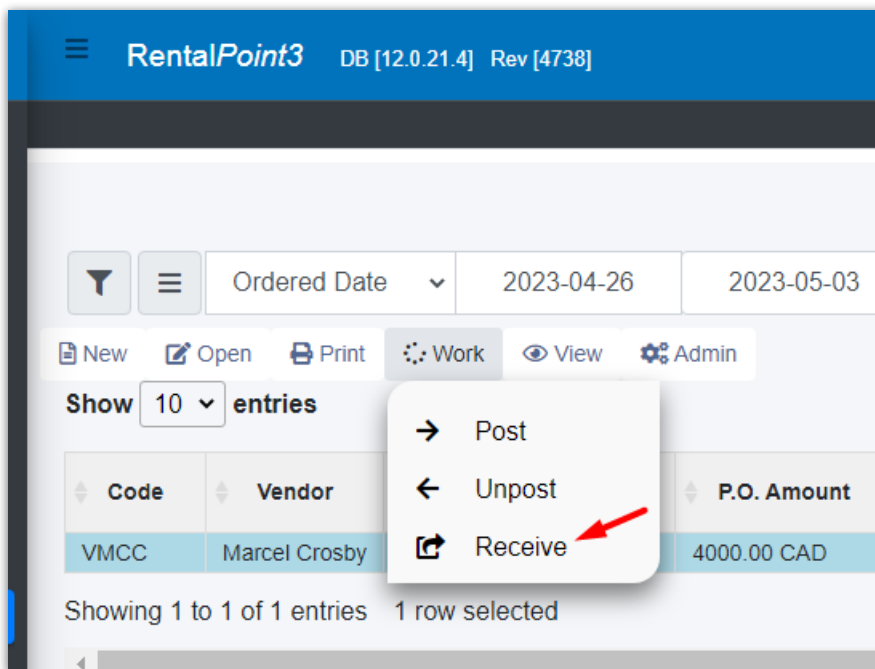 RentalPoint3 DB [12.0.21.4] Rev [4738]
Ordered Date 2023-04-26 2023-05-03
New Open Print Work View Admin
Show 10 entries
Post
Unpost
Receive
Code Vendor P.O. Amount
VMCC Marcel Crosby 4000.00 CAD
Showing 1 to 1 of 1 entries 1 row selected